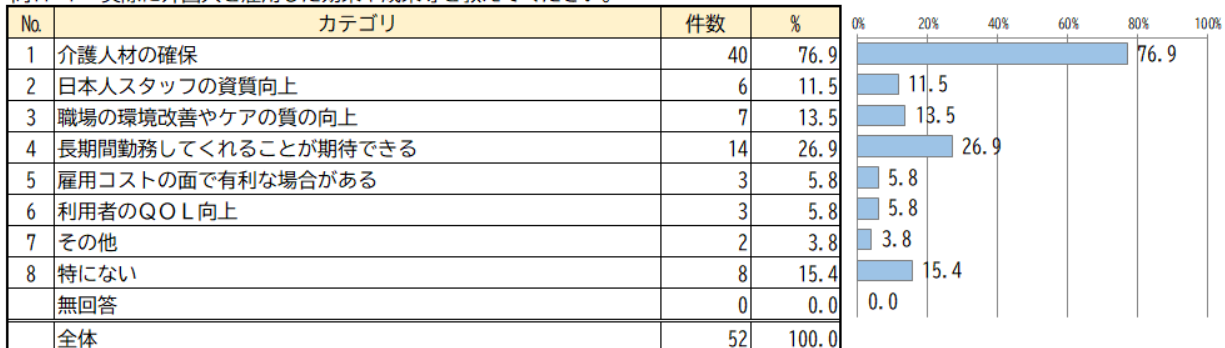 No. カテゴリ 件数 % 0% 20% 40% 60% 80% 100%
1 介護人材の確保 40 76.9 76.9
2 日本人スタッフの資質向上 6 11.5 11.5
3 職場の環境改善やケアの質の向上 7 13.5 13.5
4 長期間勤務してくれることが期待できる 14 26.9 26.9
5 雇用コストの面で有利な場合がある 3 5.8 5.8
6 利用者のＱＯＬ向上 3 5.8 5.8
7 その他 2 3.8 3.8
8 特にない 8 15.4 15.4
無回答 0 0.0 0.0
全体 52 100.0